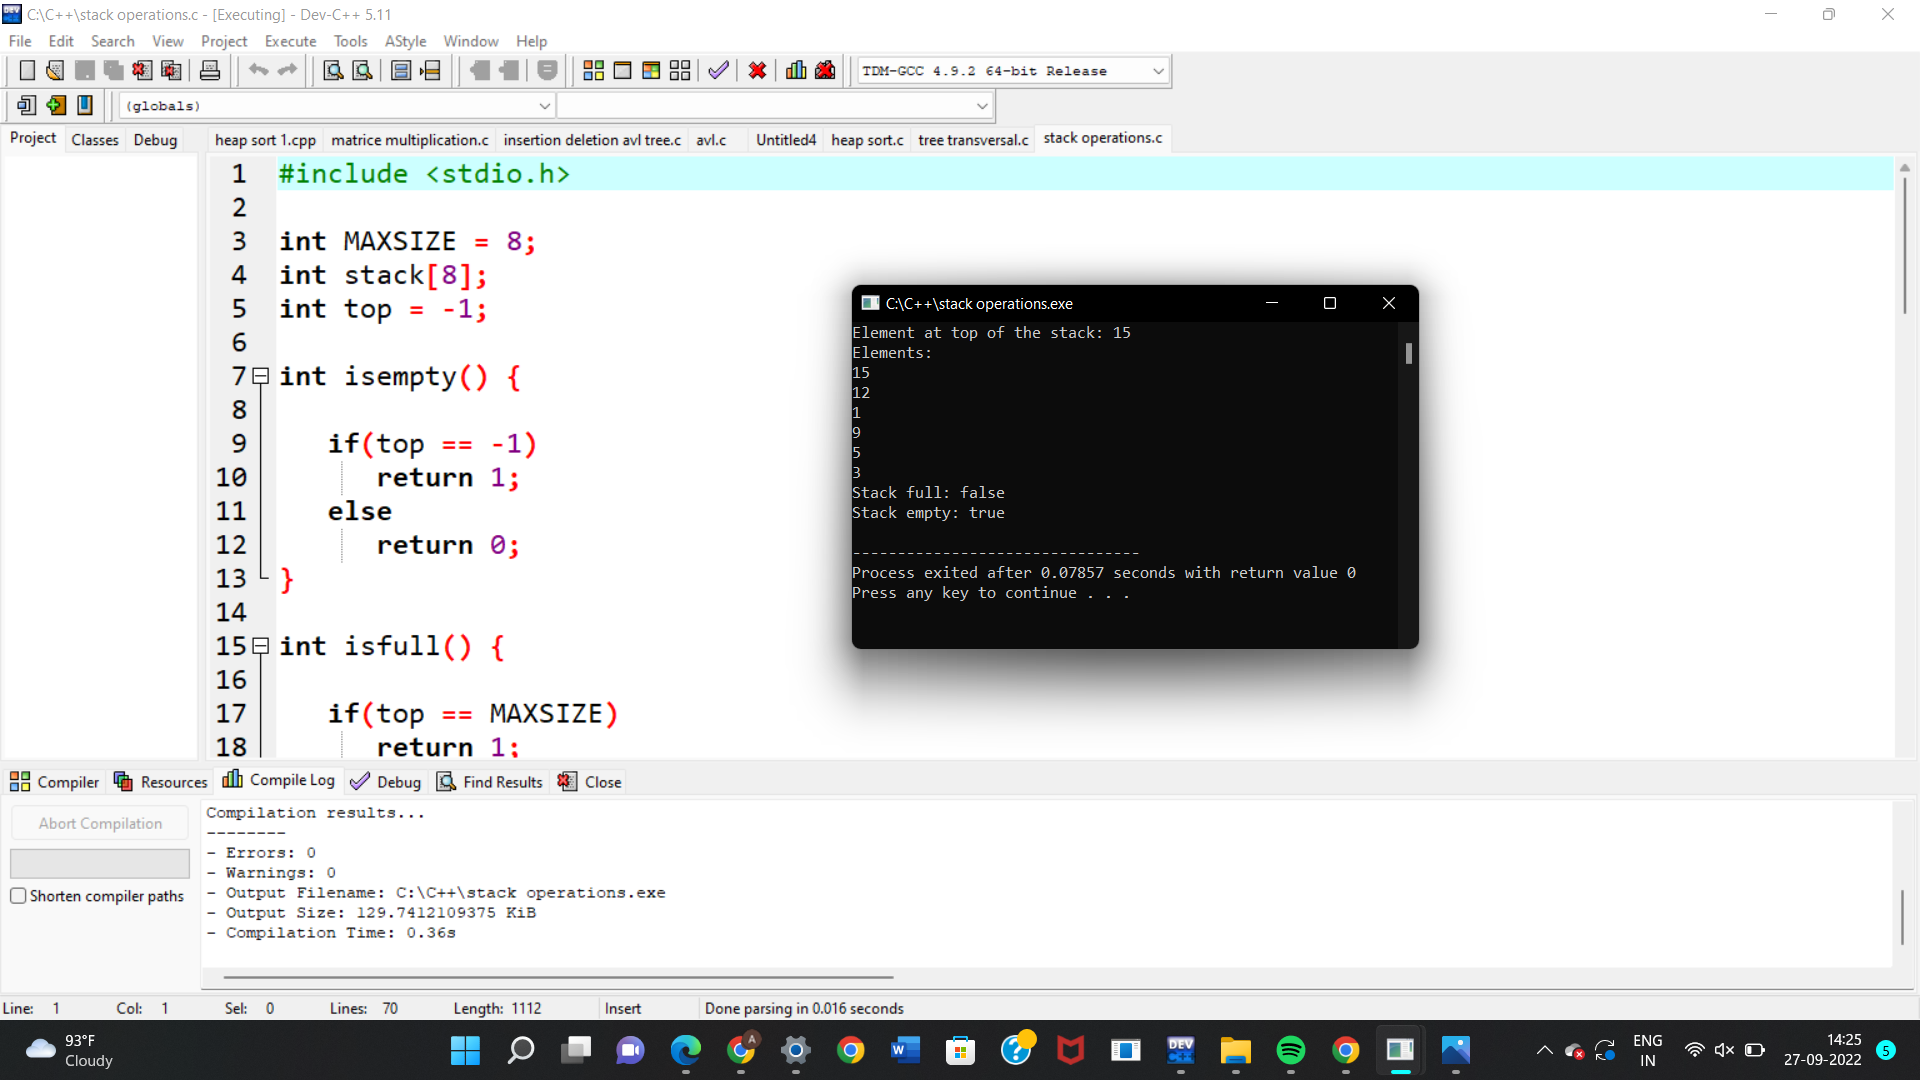 C:\C++\stack operations.c - [Executing] - Dev-C++ 5.11
File Edit Search View Project Execute Tools AStyle Window Help
TDM-GCC 4.9.2 64-bit Release
(globals)
Project Classes Debug
heap sort 1.cpp matrice multiplication.c insertion deletion avl tree.c avl.c Untitled4 heap sort.c tree transversal.c stack operations.c
1 #include <stdio.h>
2
3 int MAXSIZE = 8;
4 int stack[8];
5 int top = -1;
6
7 int isempty() {
8
9 if(top == -1)
10 return 1;
11 else
12 return 0;
13 }
14
15 int isfull() {
16
17 if(top == MAXSIZE)
18 return 1;
C:\C++\stack operations.exe
Element at top of the stack: 15
Elements:
15
12
1
9
5
3
Stack full: false
Stack empty: true
--------------------------------
Process exited after 0.07857 seconds with return value 0
Press any key to continue . . .
Compiler Resources Compile Log Debug Find Results Close
Abort Compilation
Shorten compiler paths
Compilation results...
--------
- Errors: 0
- Warnings: 0
- Output Filename: C:\C++\stack operations.exe
- Output Size: 129.7412109375 KiB
- Compilation Time: 0.36s
Line: 1 Col: 1 Sel: 0 Lines: 70 Length: 1112 Insert Done parsing in 0.016 seconds
93°F
Cloudy
A
W
DEV
C++
ENG
IN
14:25
27-09-2022
5